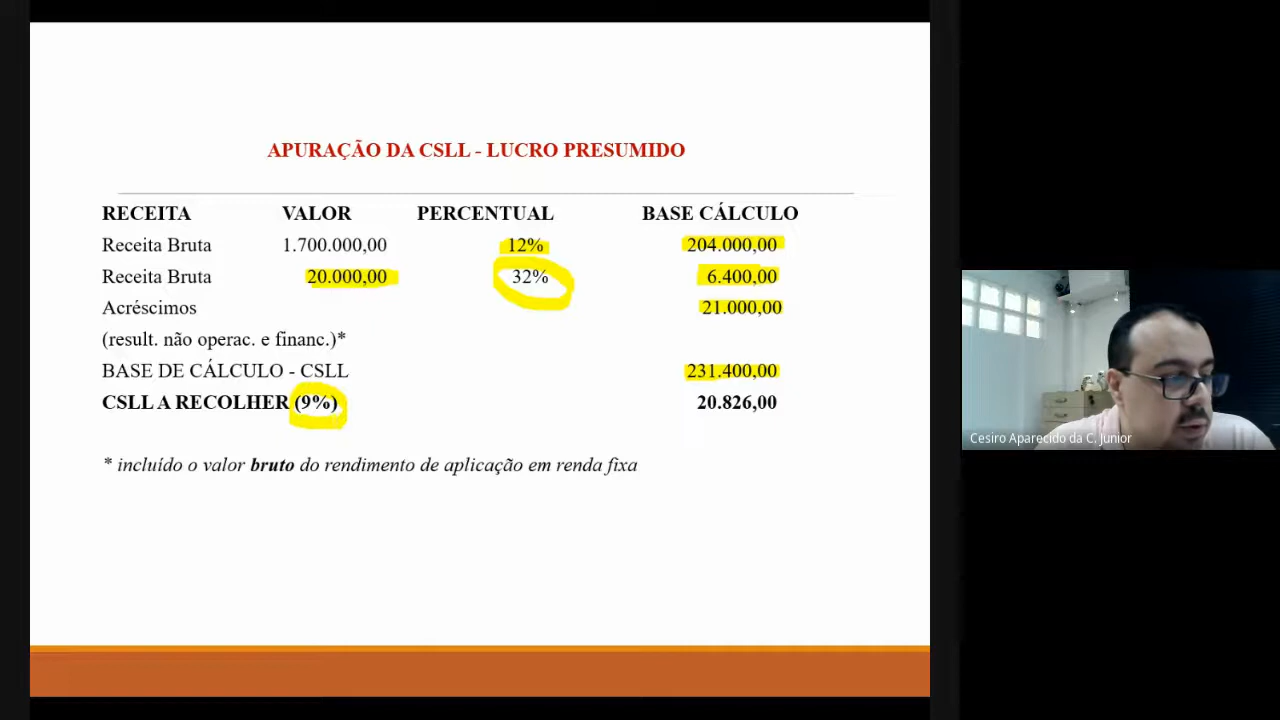 APURAÇÃO DA CSLL - LUCRO PRESUMIDO
RECEITA VALOR PERCENTUAL BASE CÁLCULO
Receita Bruta 1.700.000,00 12% 204.000,00
Receita Bruta 20.000,00 32% 6.400,00
Acréscimos 21.000,00
(result. não operac. e financ.)*
BASE DE CÁLCULO - CSLL 231.400,00
CSLL A RECOLHER (9%) 20.826,00
* incluído o valor bruto do rendimento de aplicação em renda fixa
Cesiro Aparecido da C. Junior